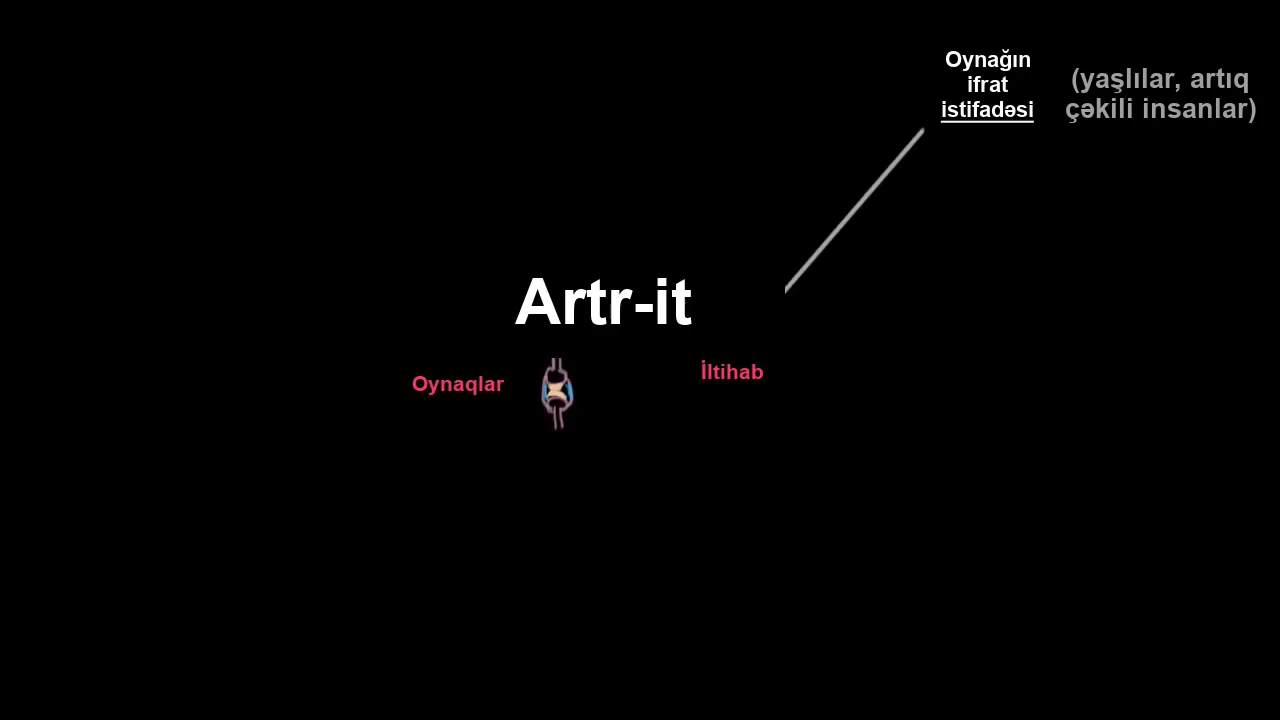 Oynağın
ifrat
istifadəsi
(yaşlılar, artıq
çəkili insanlar)
Artr-it
Oynaqlar
İltihab